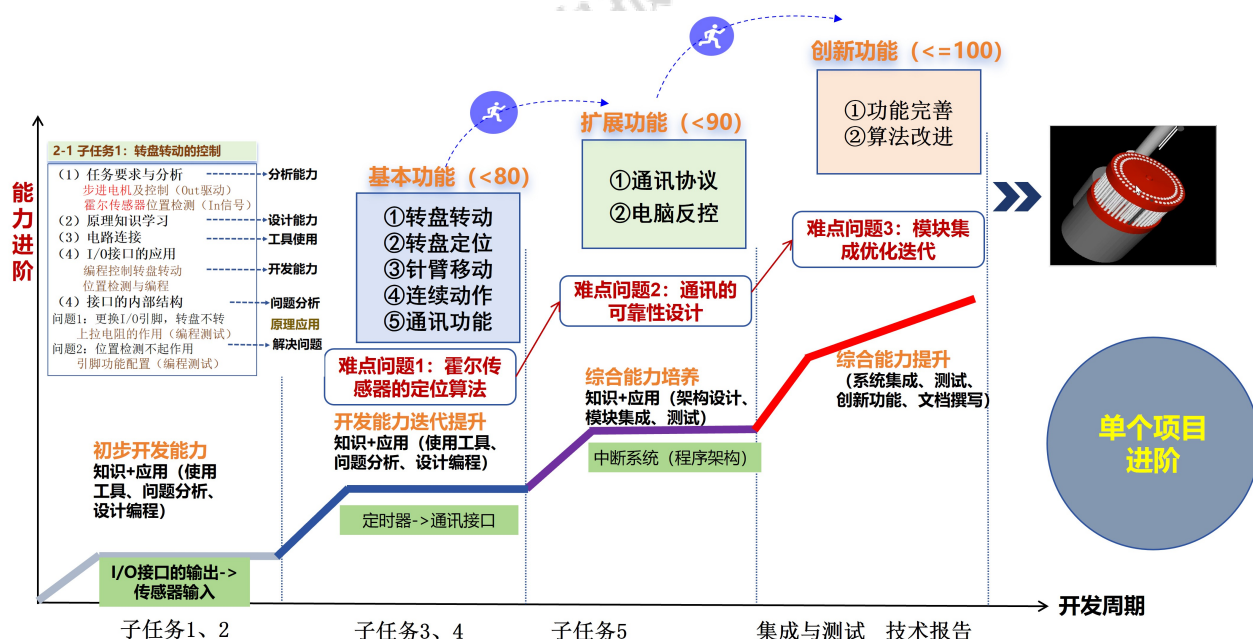 创新功能（<=100）
①功能完善
②算法改进
扩展功能（<90）
①通讯协议
②电脑反控
基本功能（<80）
①转盘转动
②转盘定位
③针臂移动
④连续动作
⑤通讯功能
能力进阶
2-1 子任务1：转盘转动的控制
（1）任务要求与分析
步进电机及控制（Out驱动）
霍尔传感器位置检测（In信号）
（2）原理知识学习
（3）电路连接
（4）I/O接口的应用
编程控制转盘转动
位置检测与编程
（4）接口的内部结构
问题1：更换I/O引脚，转盘不转
上拉电阻的作用（编程测试）
问题2：位置检测不起作用
引脚功能配置（编程测试）
分析能力
设计能力
工具使用
开发能力
问题分析
原理应用
解决问题
难点问题1：霍尔传
感器的定位算法
难点问题2：通讯的
可靠性设计
难点问题3：模块集
成优化迭代
初步开发能力
知识+应用（使用
工具、问题分析、
设计编程）
开发能力迭代提升
知识+应用（使用工具、
问题分析、设计编程）
综合能力培养
知识+应用（架构设计、
模块集成、测试）
综合能力提升
（系统集成、测试、
创新功能、文档撰写）
I/O接口的输出->
传感器输入
定时器->通讯接口
中断系统（程序架构）
单个项目
进阶
开发周期
子任务1、2
子任务3、4
子任务5
集成与测试
技术报告